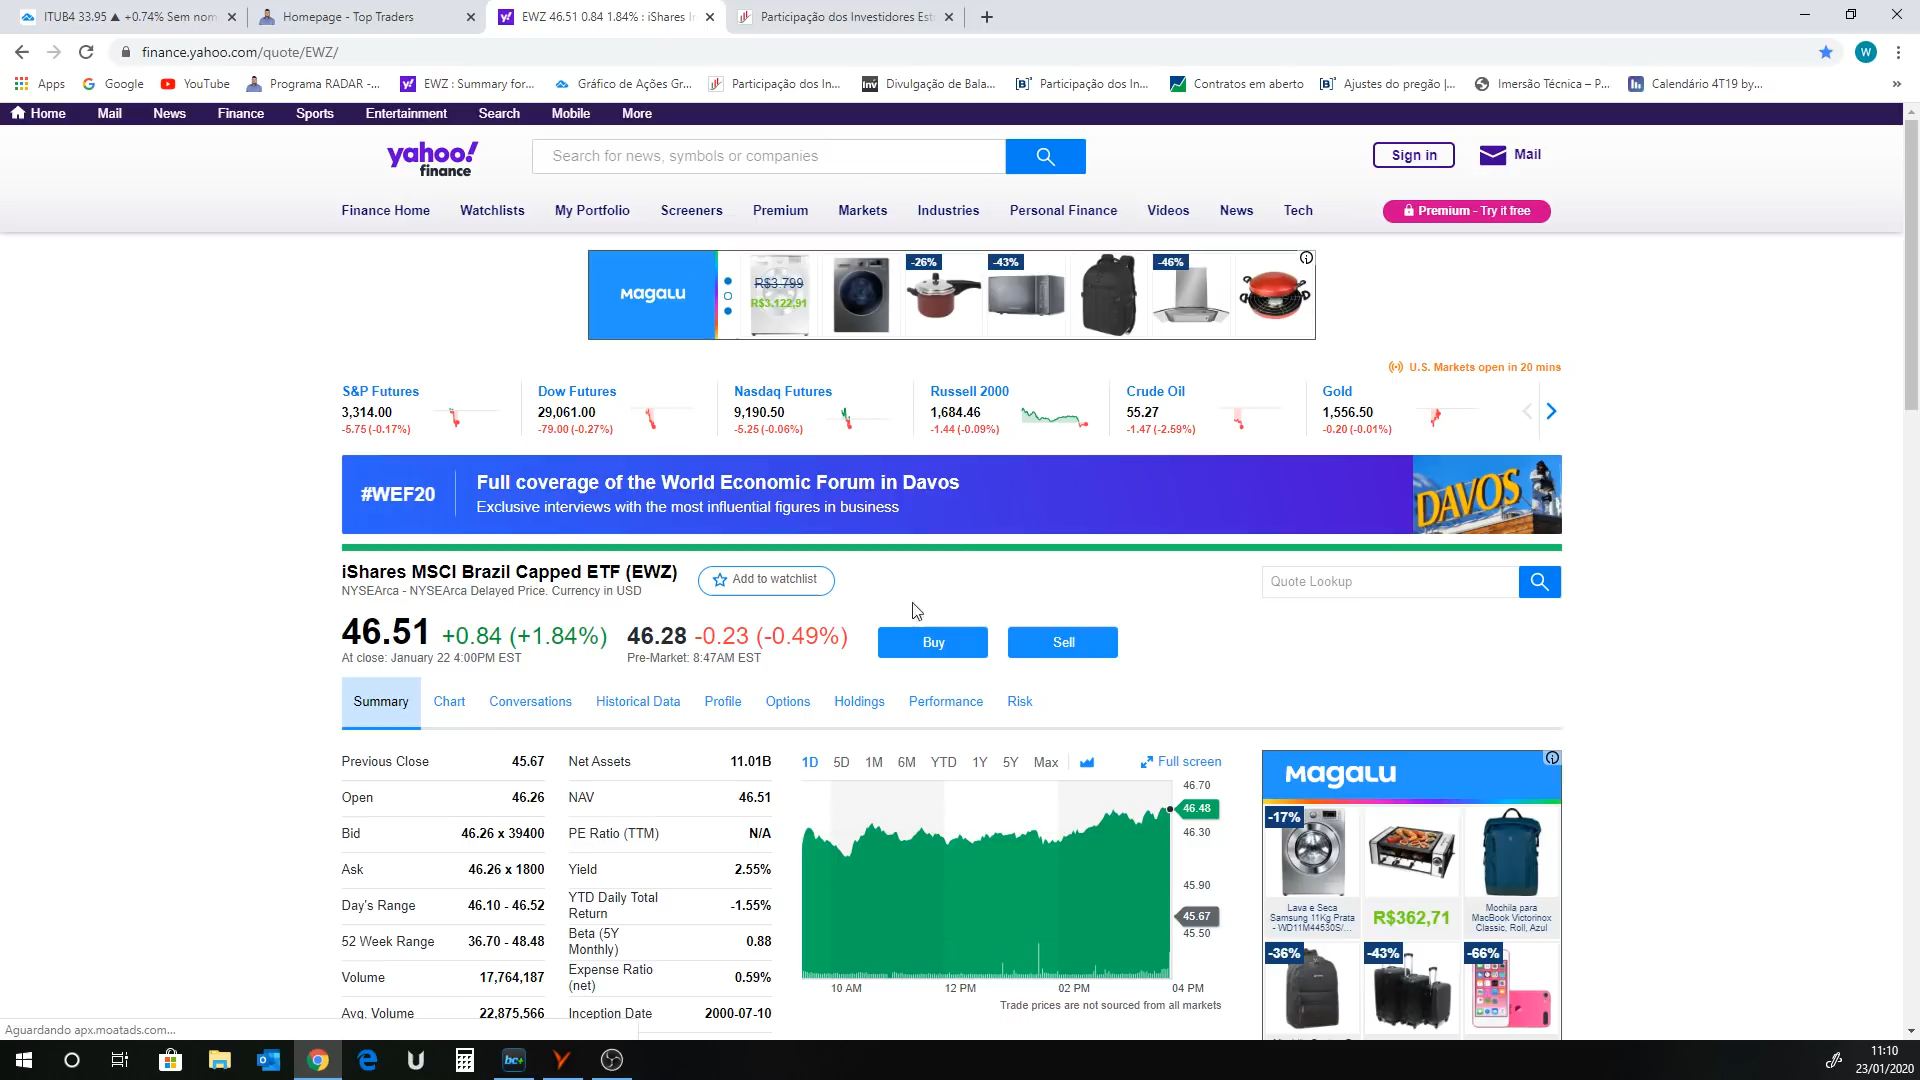 ITUB4 33.95 ▲ +0.74% Sem nom
Homepage - Top Traders
EWZ 46.51 0.84 1.84% : iShares I
Participação dos Investidores Est
finance.yahoo.com/quote/EWZ/
W
Apps
Google
YouTube
Programa RADAR -...
EWZ : Summary for...
Gráfico de Ações Gr...
Participação dos In...
Divulgação de Bala...
Participação dos In...
Contratos em aberto
Ajustes do pregão |...
Imersão Técnica – P...
Calendário 4T19 by...
Home
Mail
News
Finance
Sports
Entertainment
Search
Mobile
More
yahoo!
finance
Search for news, symbols or companies
Sign in
Mail
Finance Home
Watchlists
My Portfolio
Screeners
Premium
Markets
Industries
Personal Finance
Videos
News
Tech
Premium - Try it free
MAGALU
R$3.799
R$3.122,91
-26%
-43%
-46%
U.S. Markets open in 20 mins
S&P Futures
3,314.00
-5.75 (-0.17%)
Dow Futures
29,061.00
-79.00 (-0.27%)
Nasdaq Futures
9,190.50
-5.25 (-0.06%)
Russell 2000
1,684.46
-1.44 (-0.09%)
Crude Oil
55.27
-1.47 (-2.59%)
Gold
1,556.50
-0.20 (-0.01%)
#WEF20
Full coverage of the World Economic Forum in Davos
Exclusive interviews with the most influential figures in business
DAVOS
iShares MSCI Brazil Capped ETF (EWZ)
NYSEArca - NYSEArca Delayed Price. Currency in USD
Add to watchlist
Quote Lookup
46.51 +0.84 (+1.84%)
At close: January 22 4:00PM EST
46.28 -0.23 (-0.49%)
Pre-Market: 8:47AM EST
Buy
Sell
Summary
Chart
Conversations
Historical Data
Profile
Options
Holdings
Performance
Risk
Previous Close 45.67
Open 46.26
Bid 46.26 x 39400
Ask 46.26 x 1800
Day's Range 46.10 - 46.52
52 Week Range 36.70 - 48.48
Volume 17,764,187
Avg. Volume 22,875,566
Net Assets 11.01B
NAV 46.51
PE Ratio (TTM) N/A
Yield 2.55%
YTD Daily Total
Return -1.55%
Beta (5Y
Monthly) 0.88
Expense Ratio
(net) 0.59%
Inception Date 2000-07-10
1D 5D 1M 6M YTD 1Y 5Y Max
Full screen
46.70
46.48
46.30
45.90
45.67
45.50
10 AM
12 PM
02 PM
04 PM
Trade prices are not sourced from all markets
MAGALU
-17%
Lava e Seca
Samsung 11Kg Prata
- WD11M44530S/...
R$362,71
Mochila para
MacBook Victorinox
Classic, Roll, Azul
-36%
-43%
-66%
Aguardando apx.moatads.com...
bc+
11:10
23/01/2020